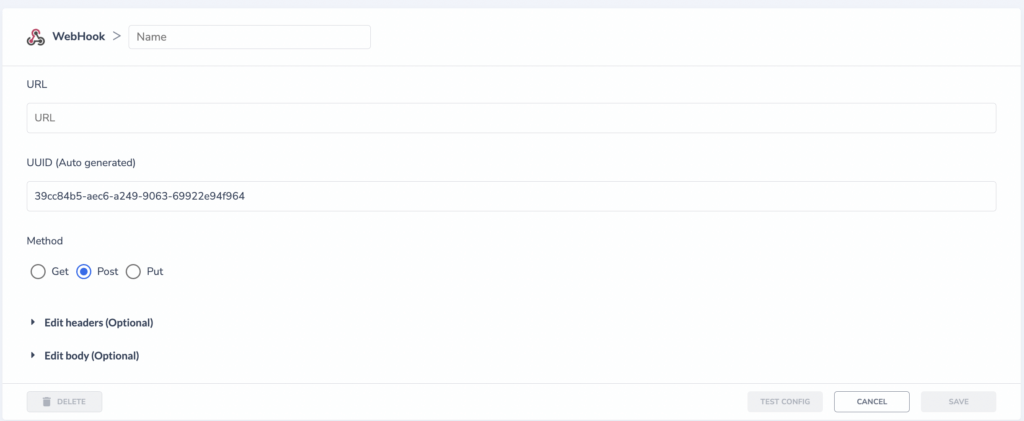 WebHook > Name
URL
URL
UUID (Auto generated)
39cc84b5-aec6-a249-9063-69922e94f964
Method
Get Post Put
Edit headers (Optional)
Edit body (Optional)
DELETE TEST CONFIG CANCEL SAVE